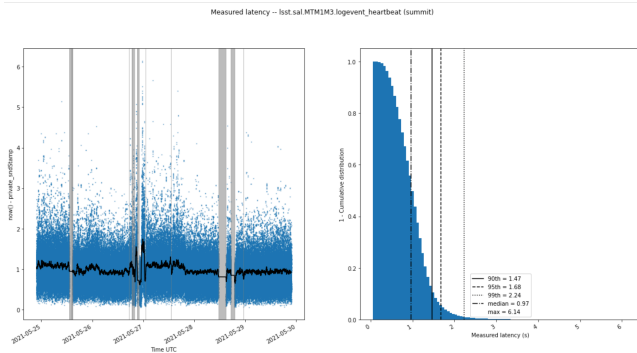 Measured latency -- lsst.sal.MTM1M3.logevent_heartbeat (summit)
now() - private_sndStamp
6
5
4
3
2
1
0
2021-05-25
2021-05-26
2021-05-27
2021-05-28
2021-05-29
2021-05-30
Time UTC
1 - Cumulative distribution
1.0
0.8
0.6
0.4
0.2
0.0
90th = 1.47
95th = 1.68
99th = 2.24
median = 0.97
max = 6.14
0
1
2
3
4
5
6
Measured latency (s)